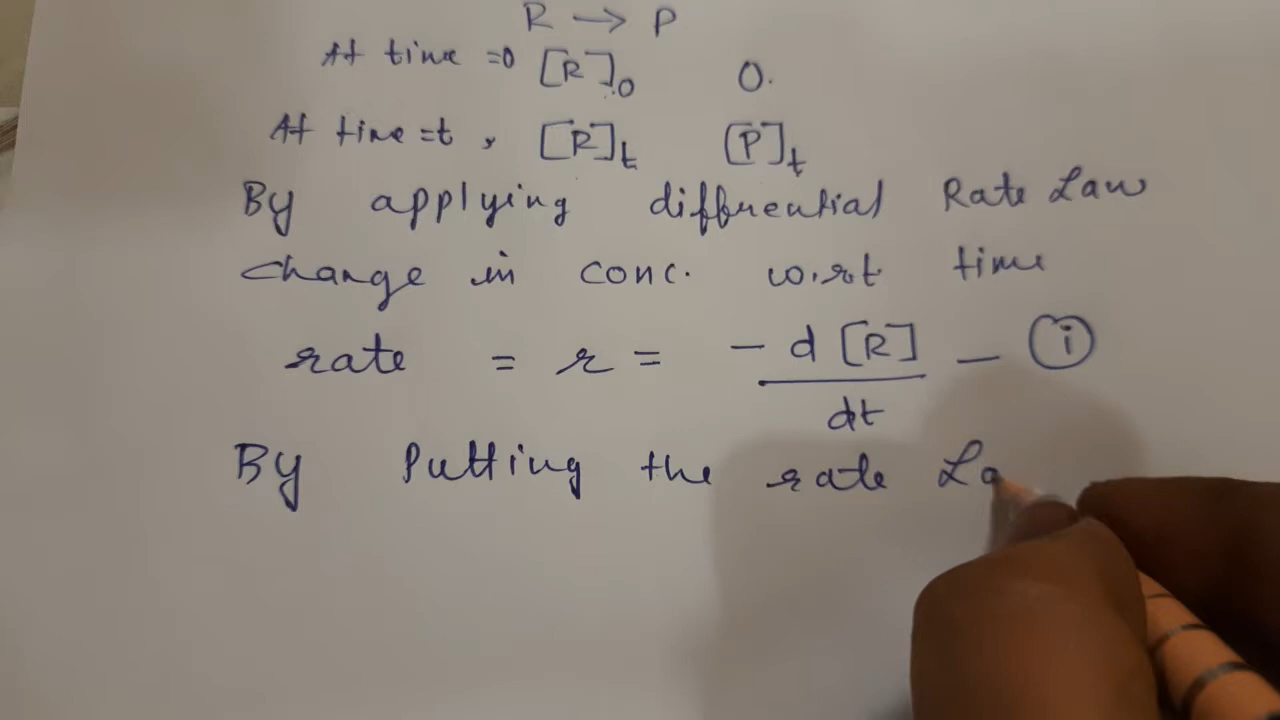 R → P
At time =0 [R]₀ 0.
At time =t, [R]ₜ [P]ₜ
By applying diffrential Rate Law
Change in conc. w.r.t. time
rate = r = - d [R] / dt — (i)
By Putting the rate La